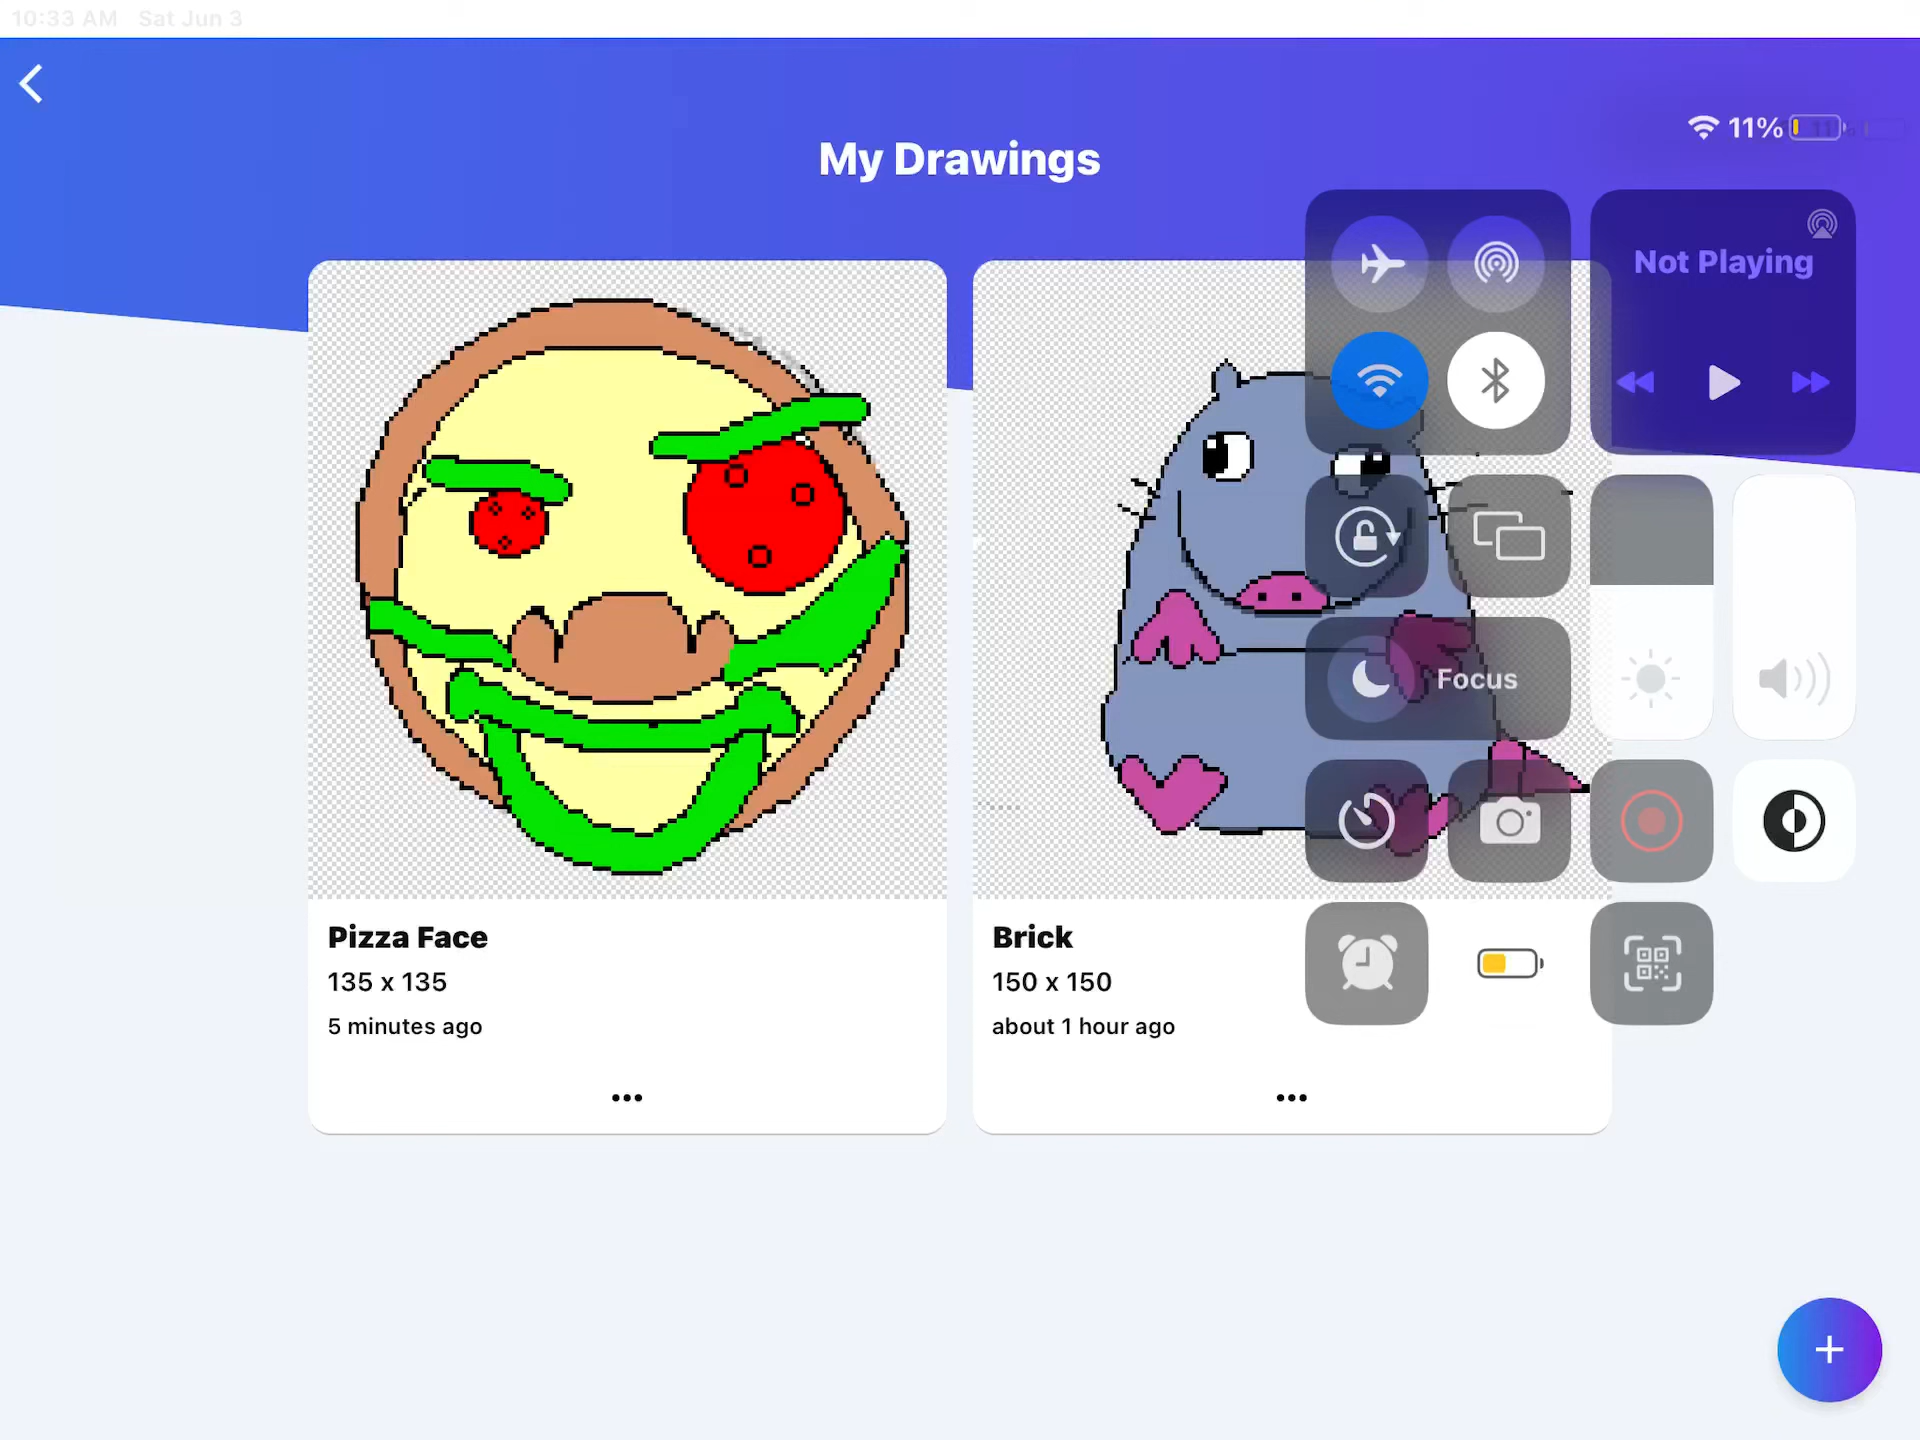 10:33 AM Sat Jun 3
11%
My Drawings
Not Playing
Focus
Pizza Face
135 x 135
5 minutes ago
Brick
150 x 150
about 1 hour ago